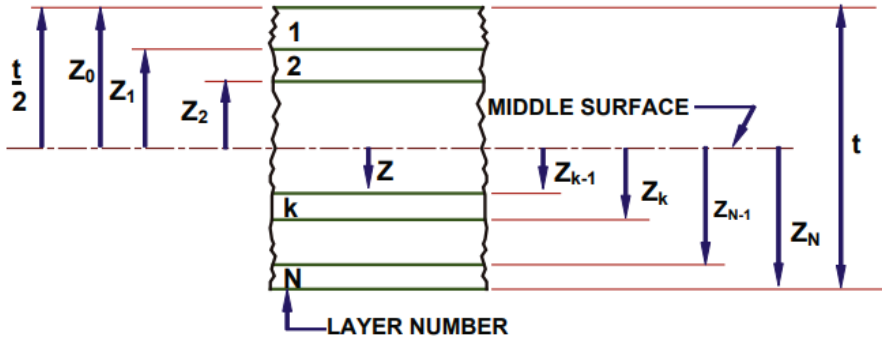 1
t/2
Z0
Z1
2
Z2
MIDDLE SURFACE
t
Z
Zk-1
k
Zk
ZN-1
ZN
N
LAYER NUMBER